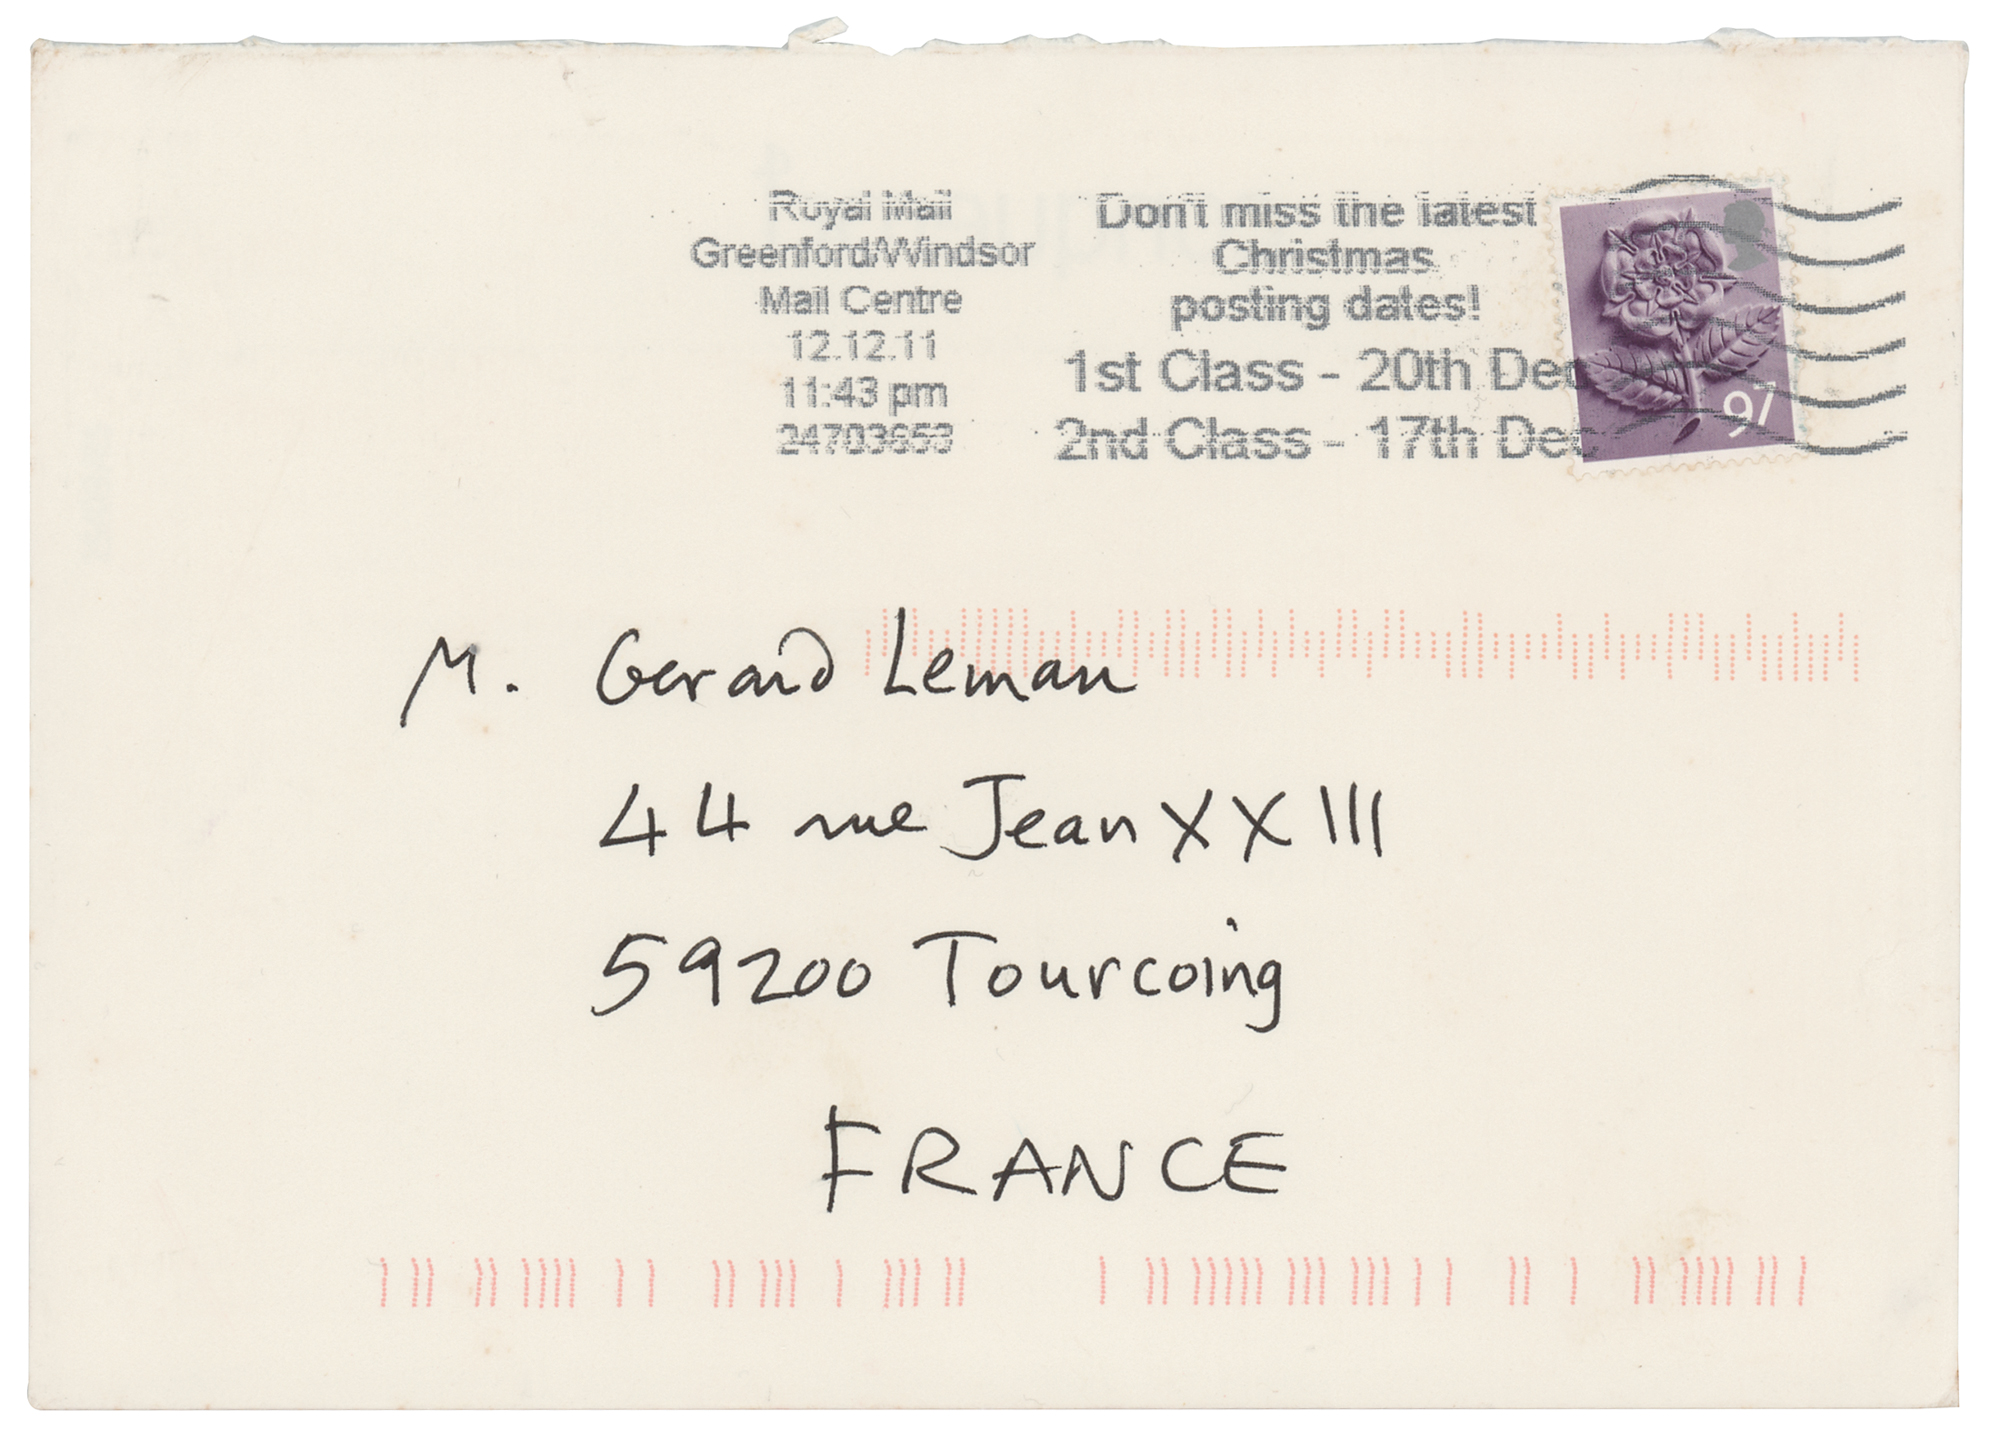 Royal Mail
Greenford/Windsor
Mail Centre
12.12.11
11:43 pm
24703653
Don't miss the latest
Christmas
posting dates!
1st Class - 20th Dec
2nd Class - 17th Dec
M. Gerard Leman
44 rue Jean XXIII
59200 Tourcoing
FRANCE